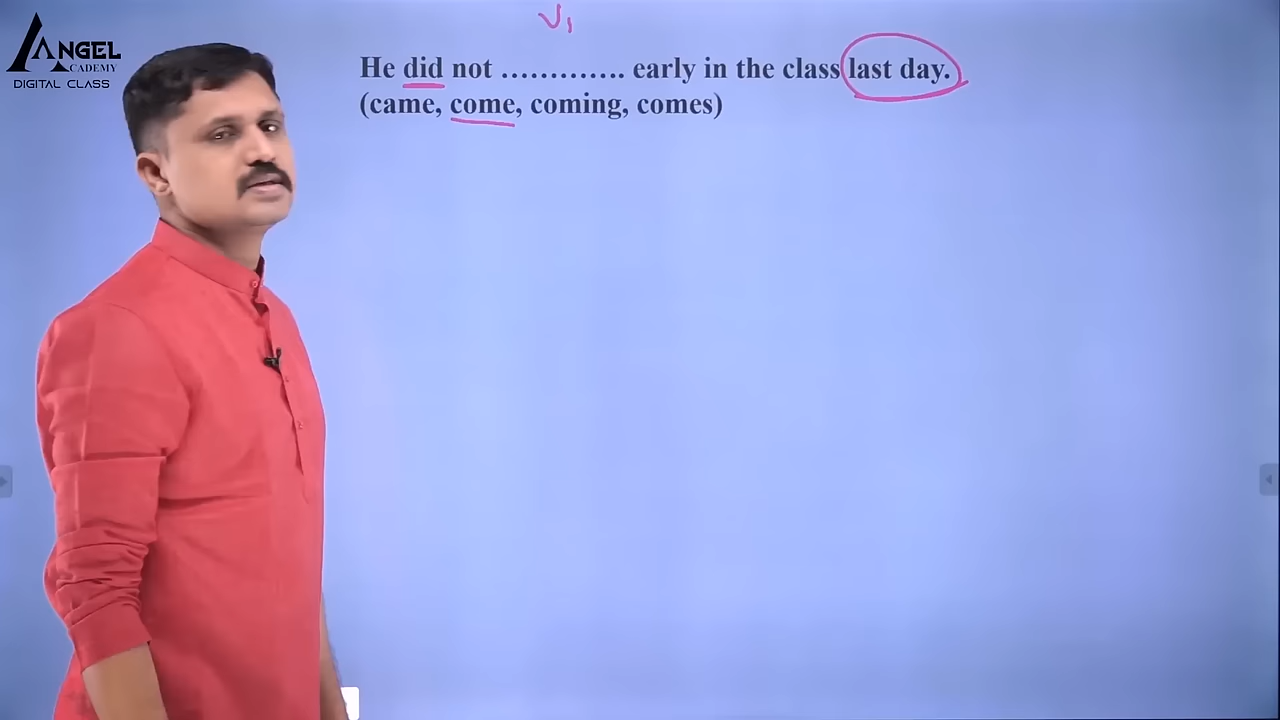 ANGEL
ACADEMY
DIGITAL CLASS
V1
He did not ............. early in the class last day.
(came, come, coming, comes)